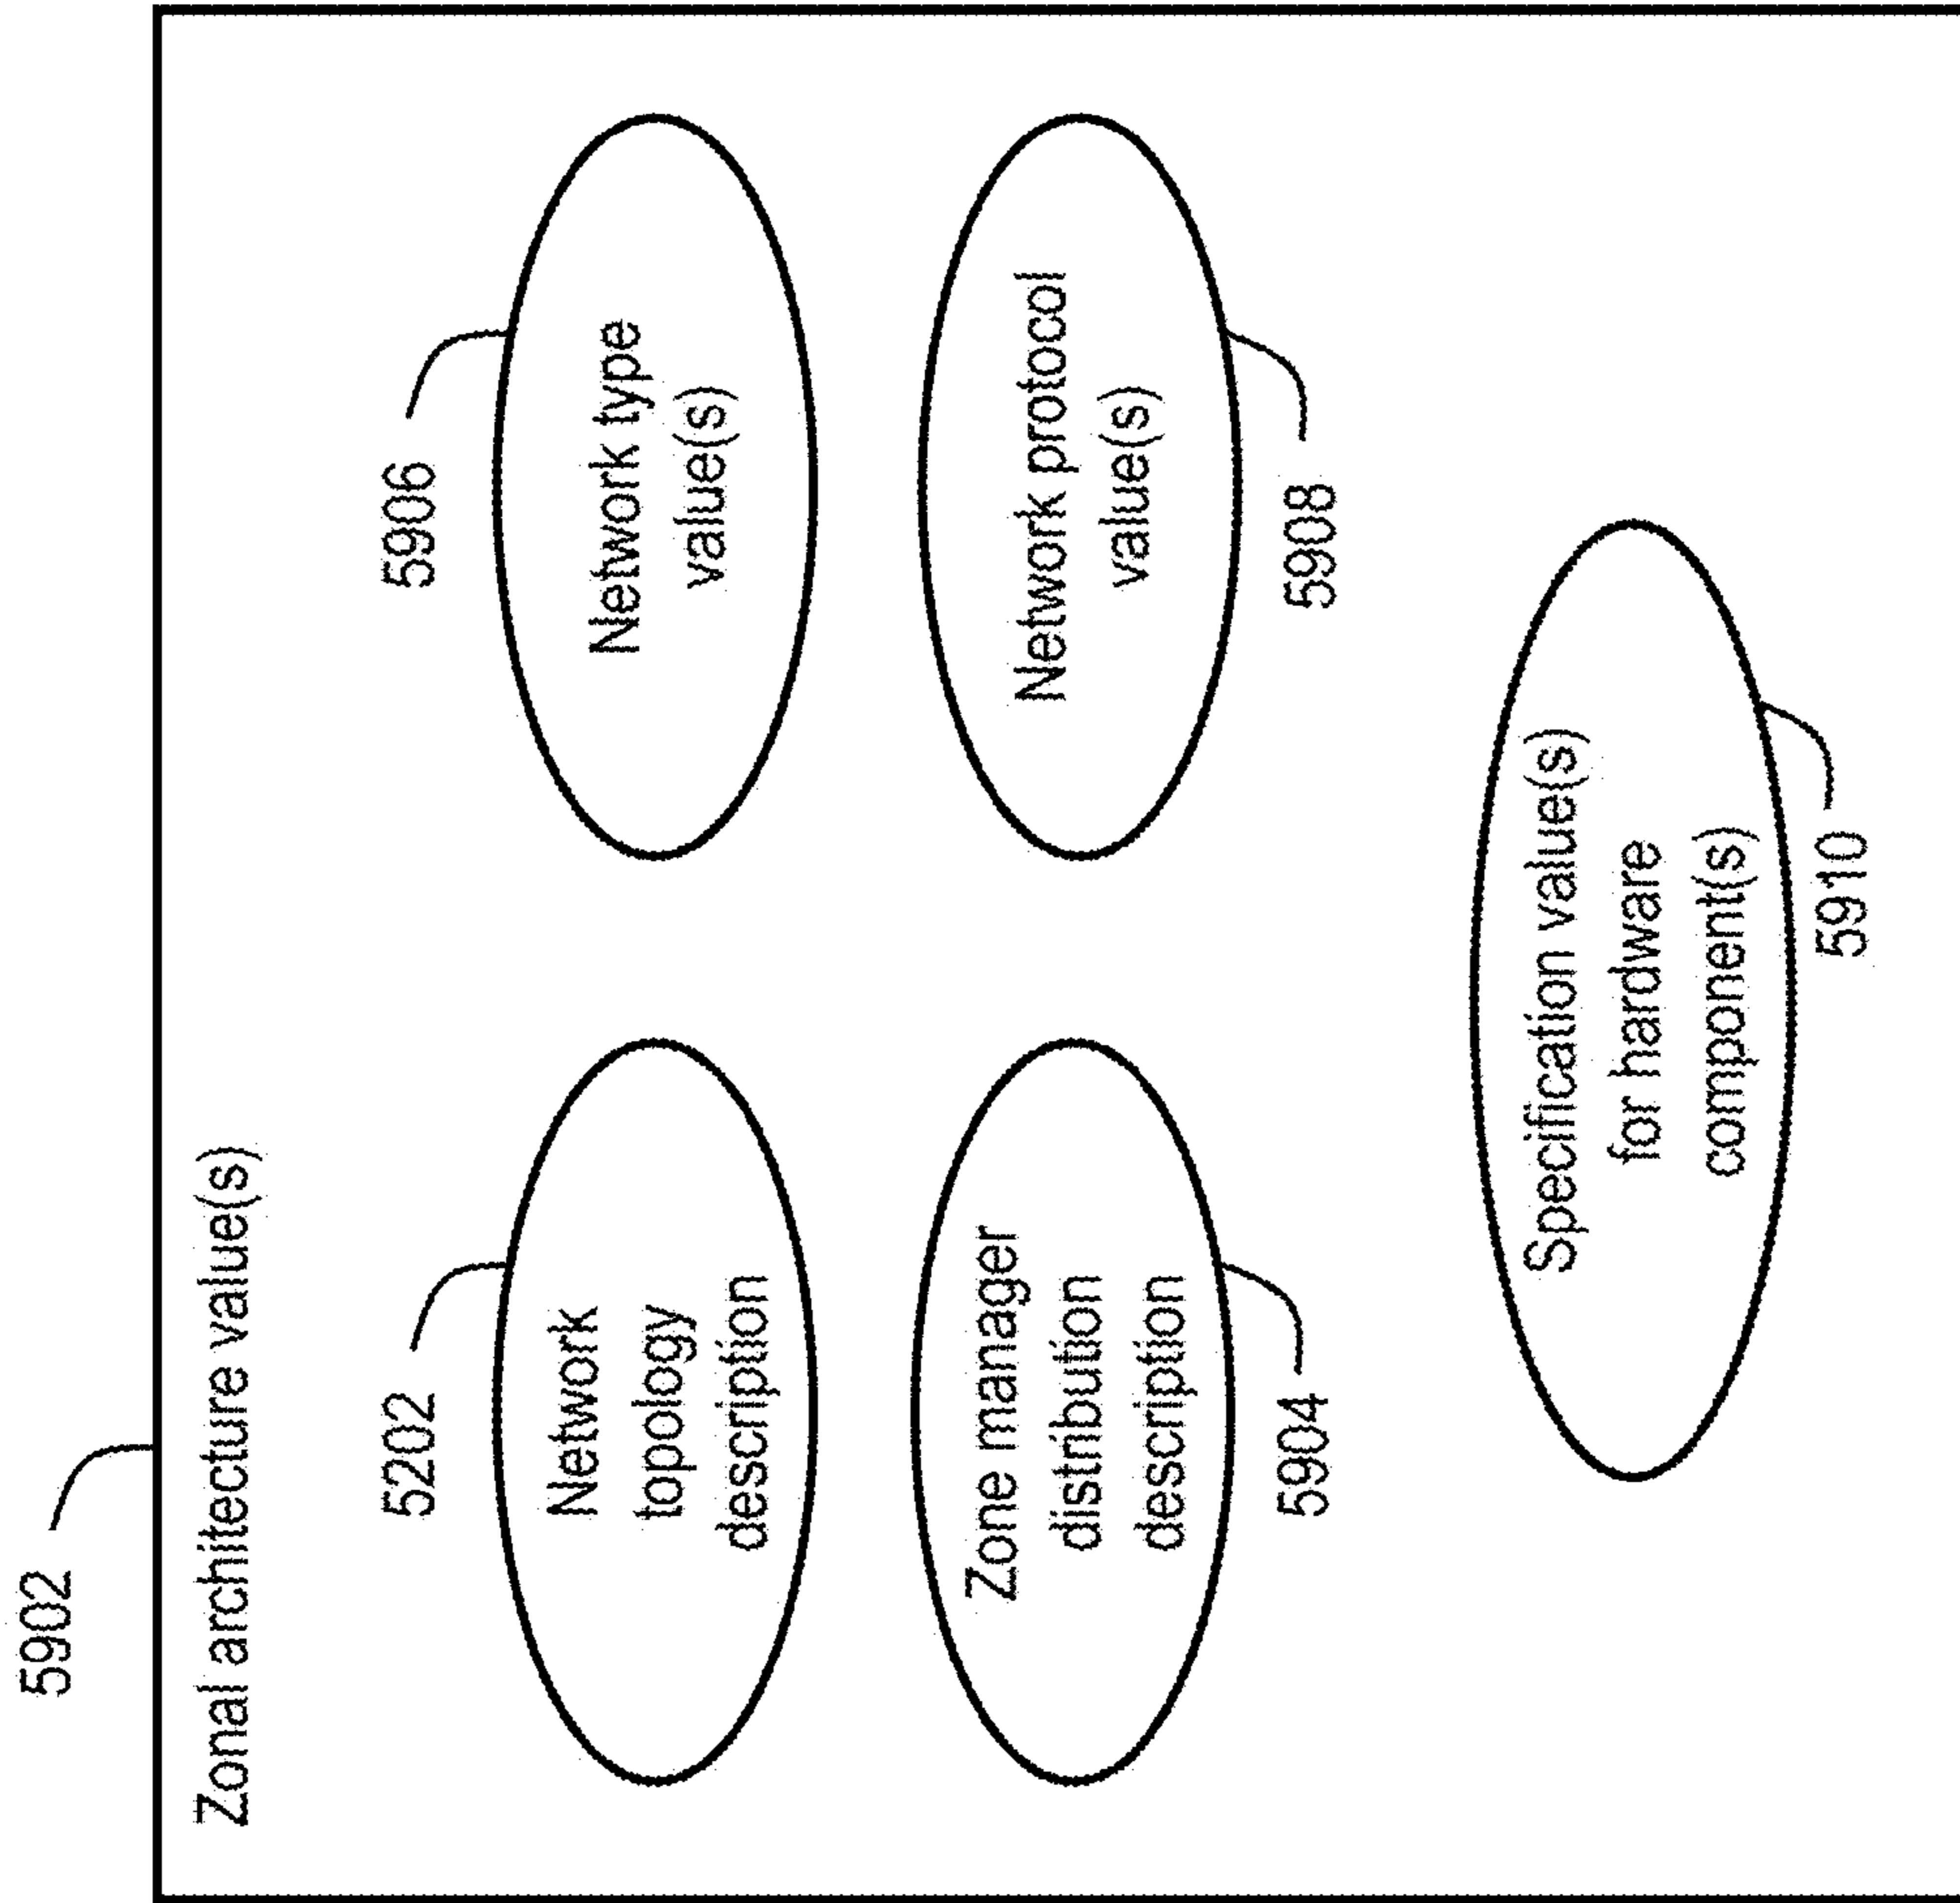 5902
Zonal architecture value(s)
5202
Network
topology
description
5906
Network type
value(s)
Zone manager
distribution
description
5904
Network protocol
value(s)
5908
Specification value(s)
for hardware
component(s)
5910